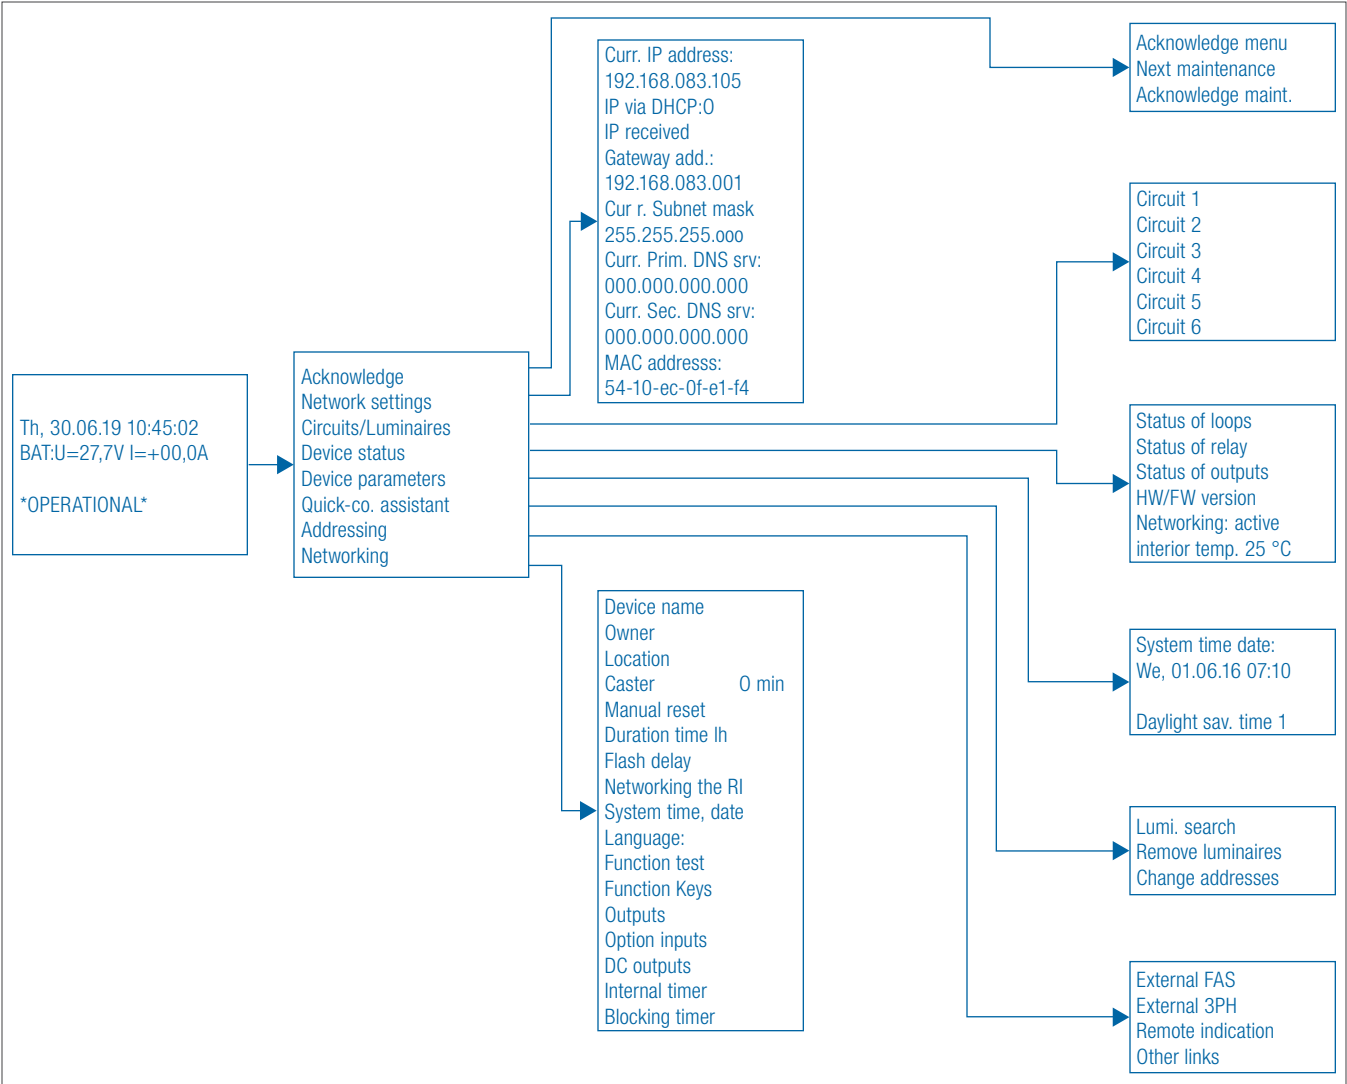 Th, 30.06.19 10:45:02
BAT:U=27,7V I=+00,0A
*OPERATIONAL*
Acknowledge
Network settings
Circuits/Luminaires
Device status
Device parameters
Quick-co. assistant
Addressing
Networking
Curr. IP address:
192.168.083.105
IP via DHCP:O
IP received
Gateway add.:
192.168.083.001
Cur r. Subnet mask
255.255.255.ooo
Curr. Prim. DNS srv:
000.000.000.000
Curr. Sec. DNS srv:
000.000.000.000
MAC addresss:
54-10-ec-0f-e1-f4
Device name
Owner
Location
Caster O min
Manual reset
Duration time lh
Flash delay
Networking the RI
System time, date
Language:
Function test
Function Keys
Outputs
Option inputs
DC outputs
Internal timer
Blocking timer
Acknowledge menu
Next maintenance
Acknowledge maint.
Circuit 1
Circuit 2
Circuit 3
Circuit 4
Circuit 5
Circuit 6
Status of loops
Status of relay
Status of outputs
HW/FW version
Networking: active
interior temp. 25 °C
System time date:
We, 01.06.16 07:10
Daylight sav. time 1
Lumi. search
Remove luminaires
Change addresses
External FAS
External 3PH
Remote indication
Other links